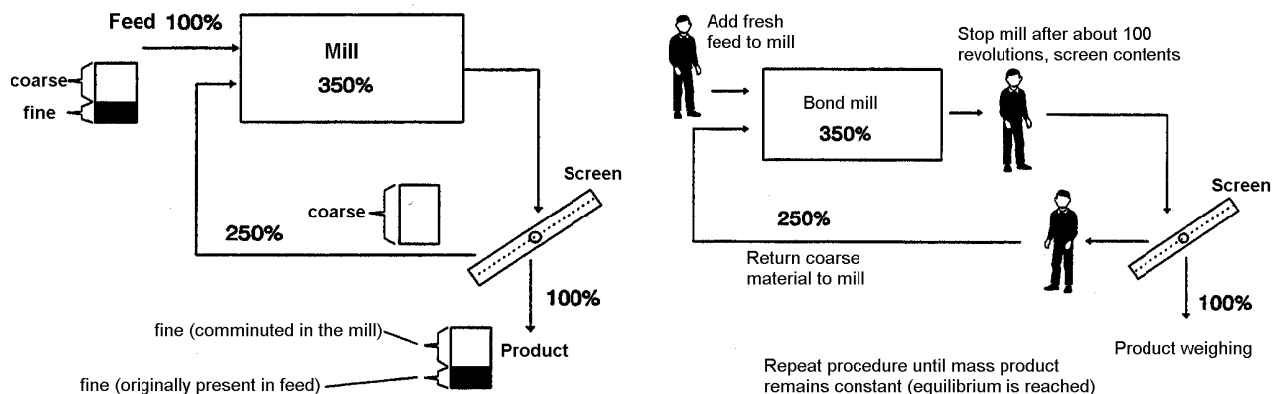 Feed 100%
Mill
350%
coarse
fine
Screen
coarse
250%
100%
fine (comminuted in the mill)
Product
fine (originally present in feed)
Add fresh
feed to mill
Stop mill after about 100
revolutions, screen contents
Bond mill
350%
Screen
250%
Return coarse
material to mill
100%
Product weighing
Repeat procedure until mass product
remains constant (equilibrium is reached)